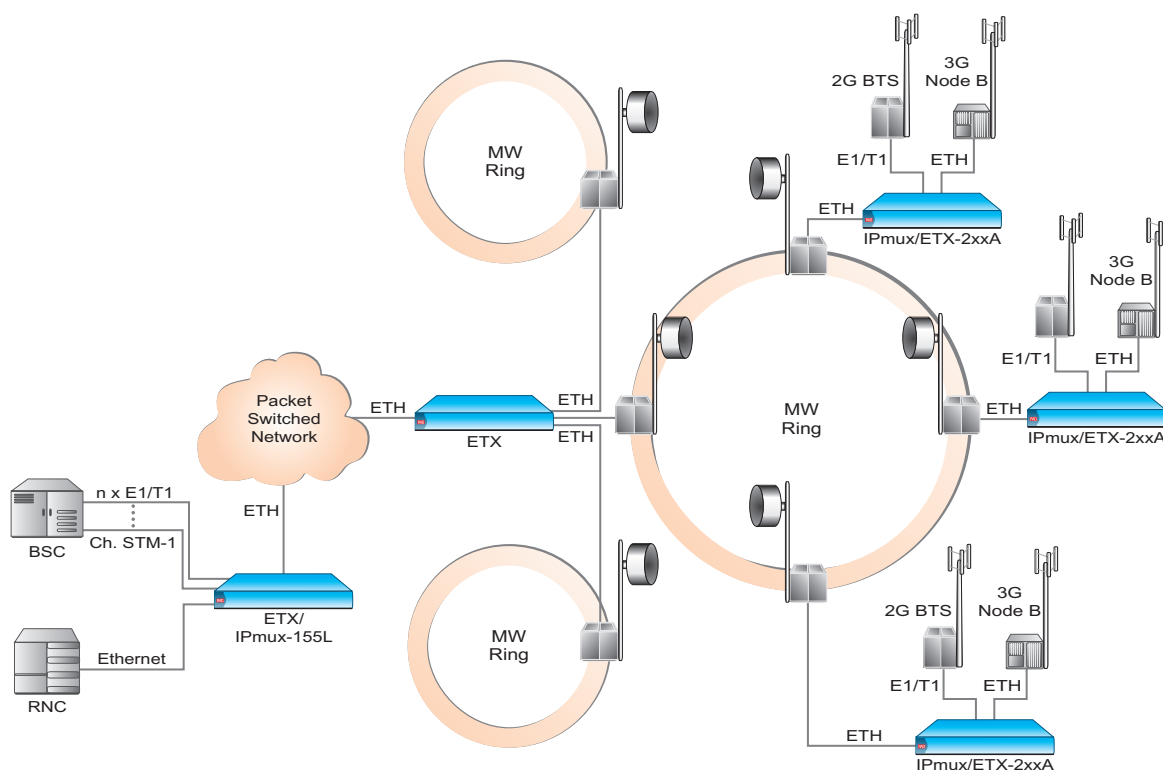 2G BTS
3G
Node B
E1/T1
ETH
MW
Ring
ETH
IPmux/ETX-2xxA
3G
Node B
E1/T1
ETH
Packet
Switched
Network
ETH
ETX
ETH
ETH
MW
Ring
ETH
IPmux/ETX-2xxA
n x E1/T1
BSC
Ch. STM-1
ETH
ETX/
IPmux-155L
Ethernet
RNC
MW
Ring
2G BTS
3G
Node B
E1/T1
ETH
ETH
IPmux/ETX-2xxA